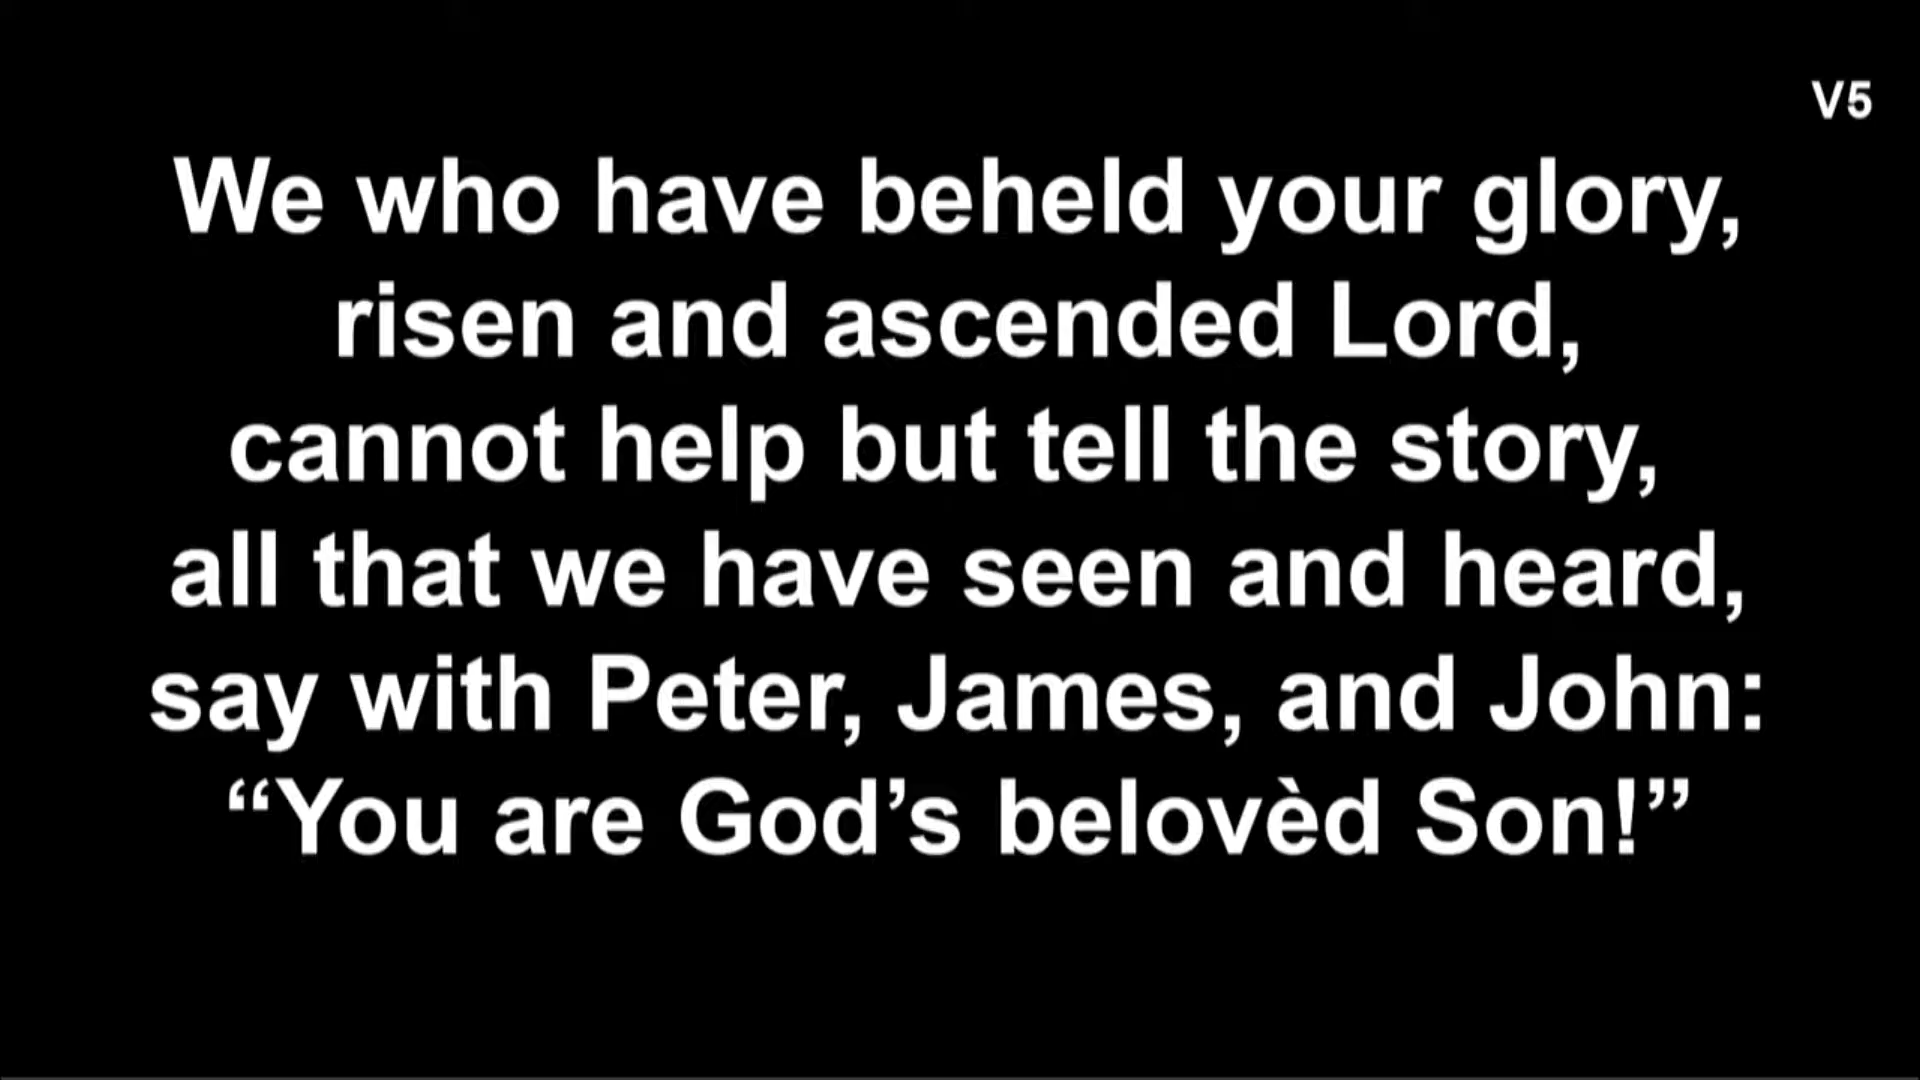 V5
We who have beheld your glory,
risen and ascended Lord,
cannot help but tell the story,
all that we have seen and heard,
say with Peter, James, and John:
“You are God’s belovèd Son!”